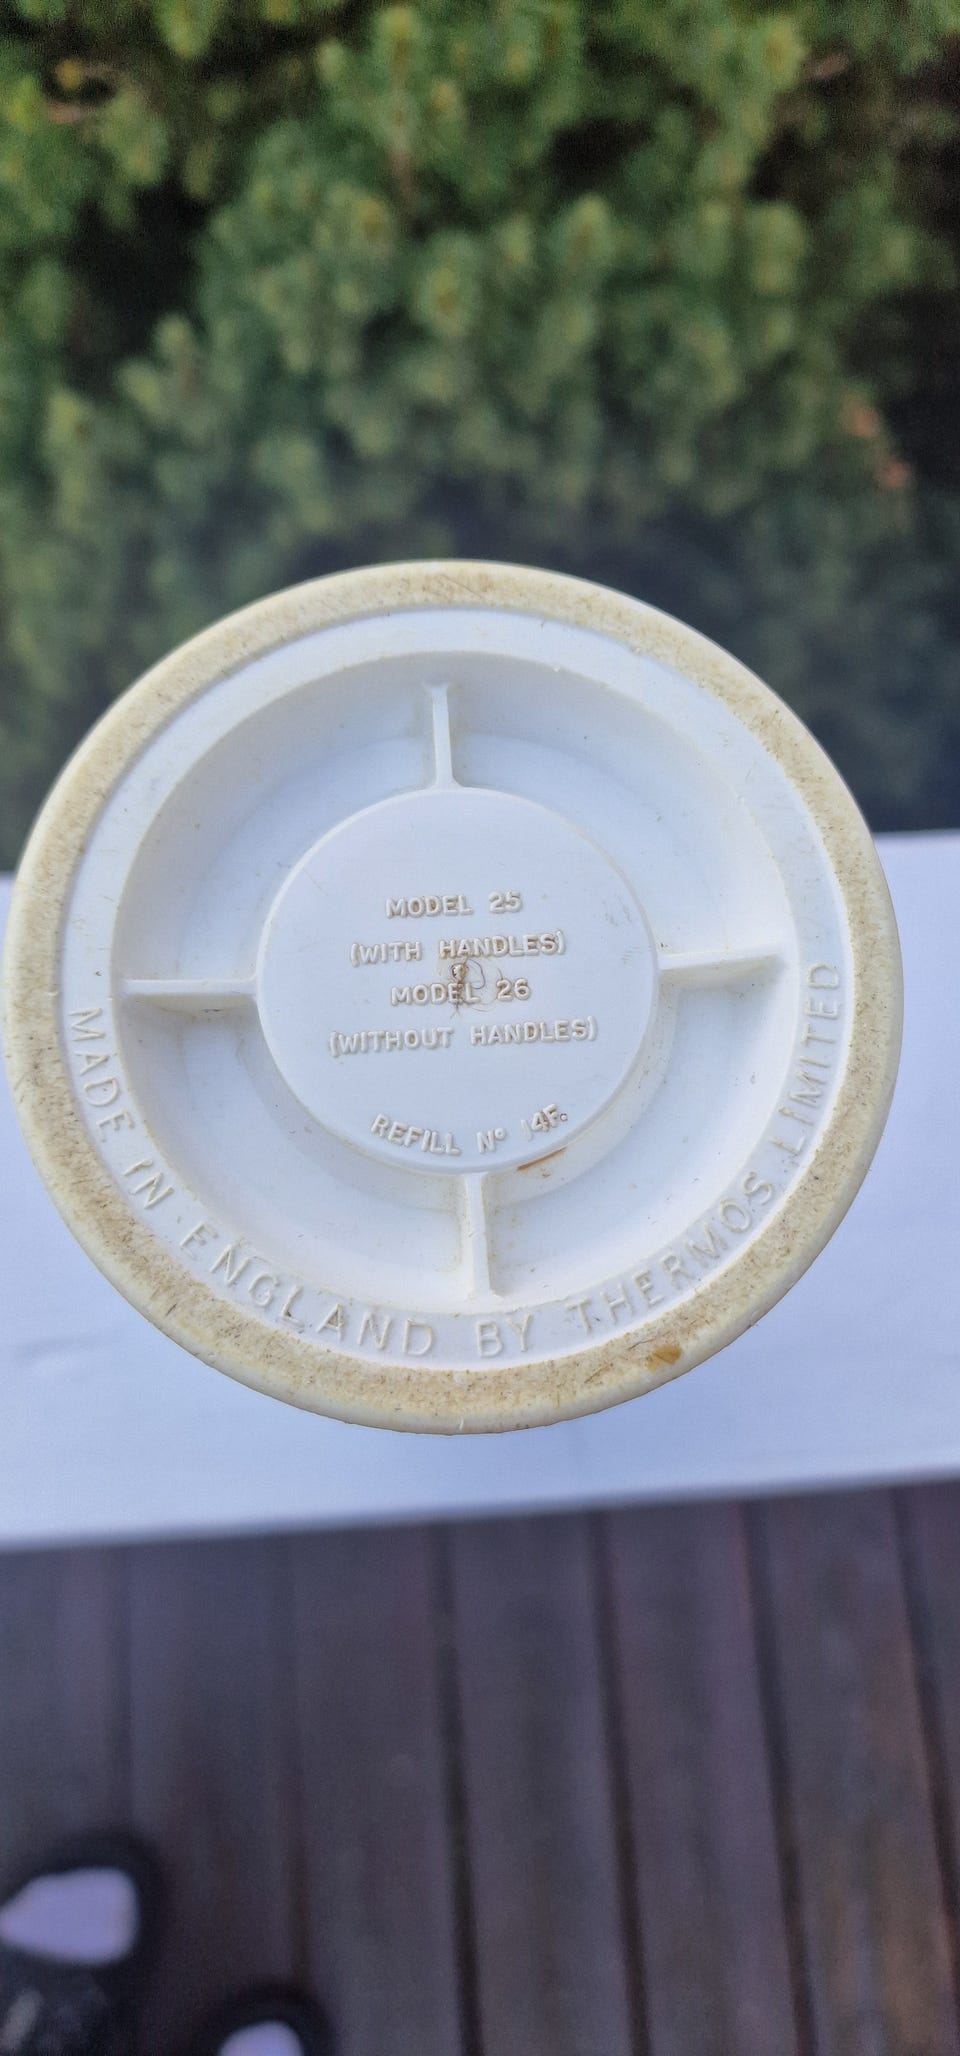 MODEL 25
(WITH HANDLES)
&
MODEL 26
(WITHOUT HANDLES)
REFILL Nº 14F.
MADE IN ENGLAND BY THERMOS LIMITED